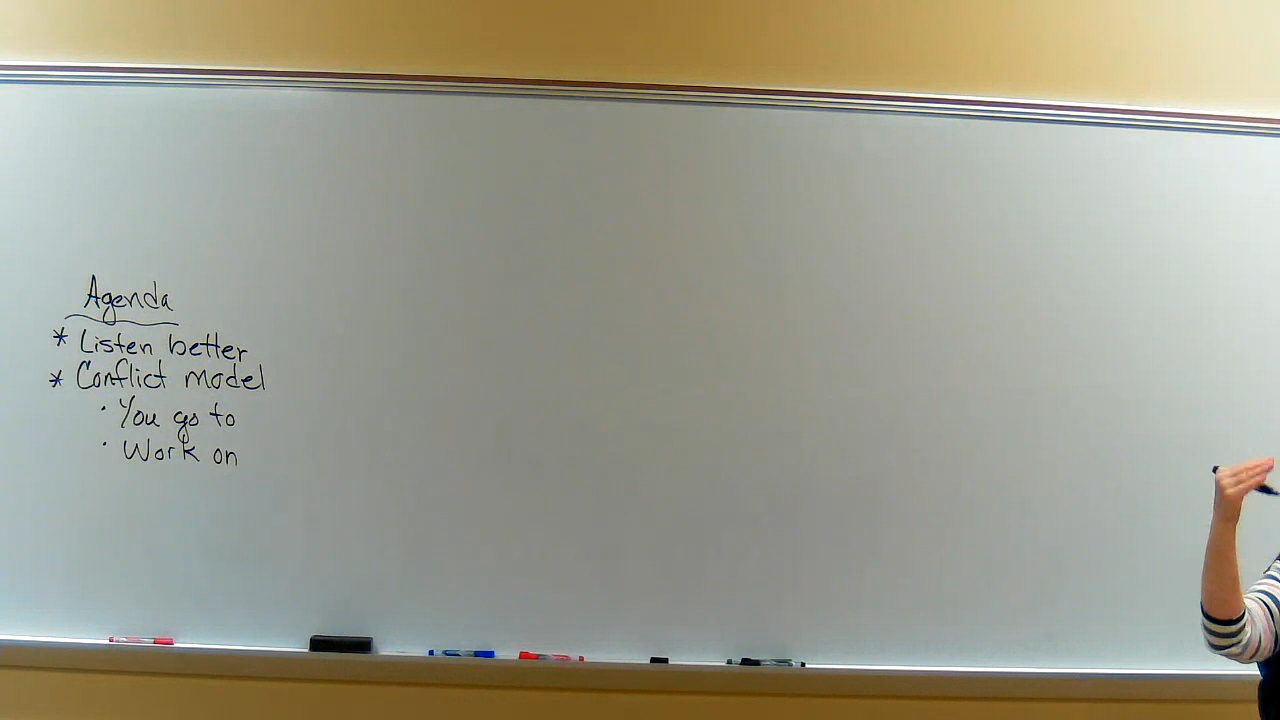 Agenda
* Listen better
* Conflict model
· You go to
· Work on